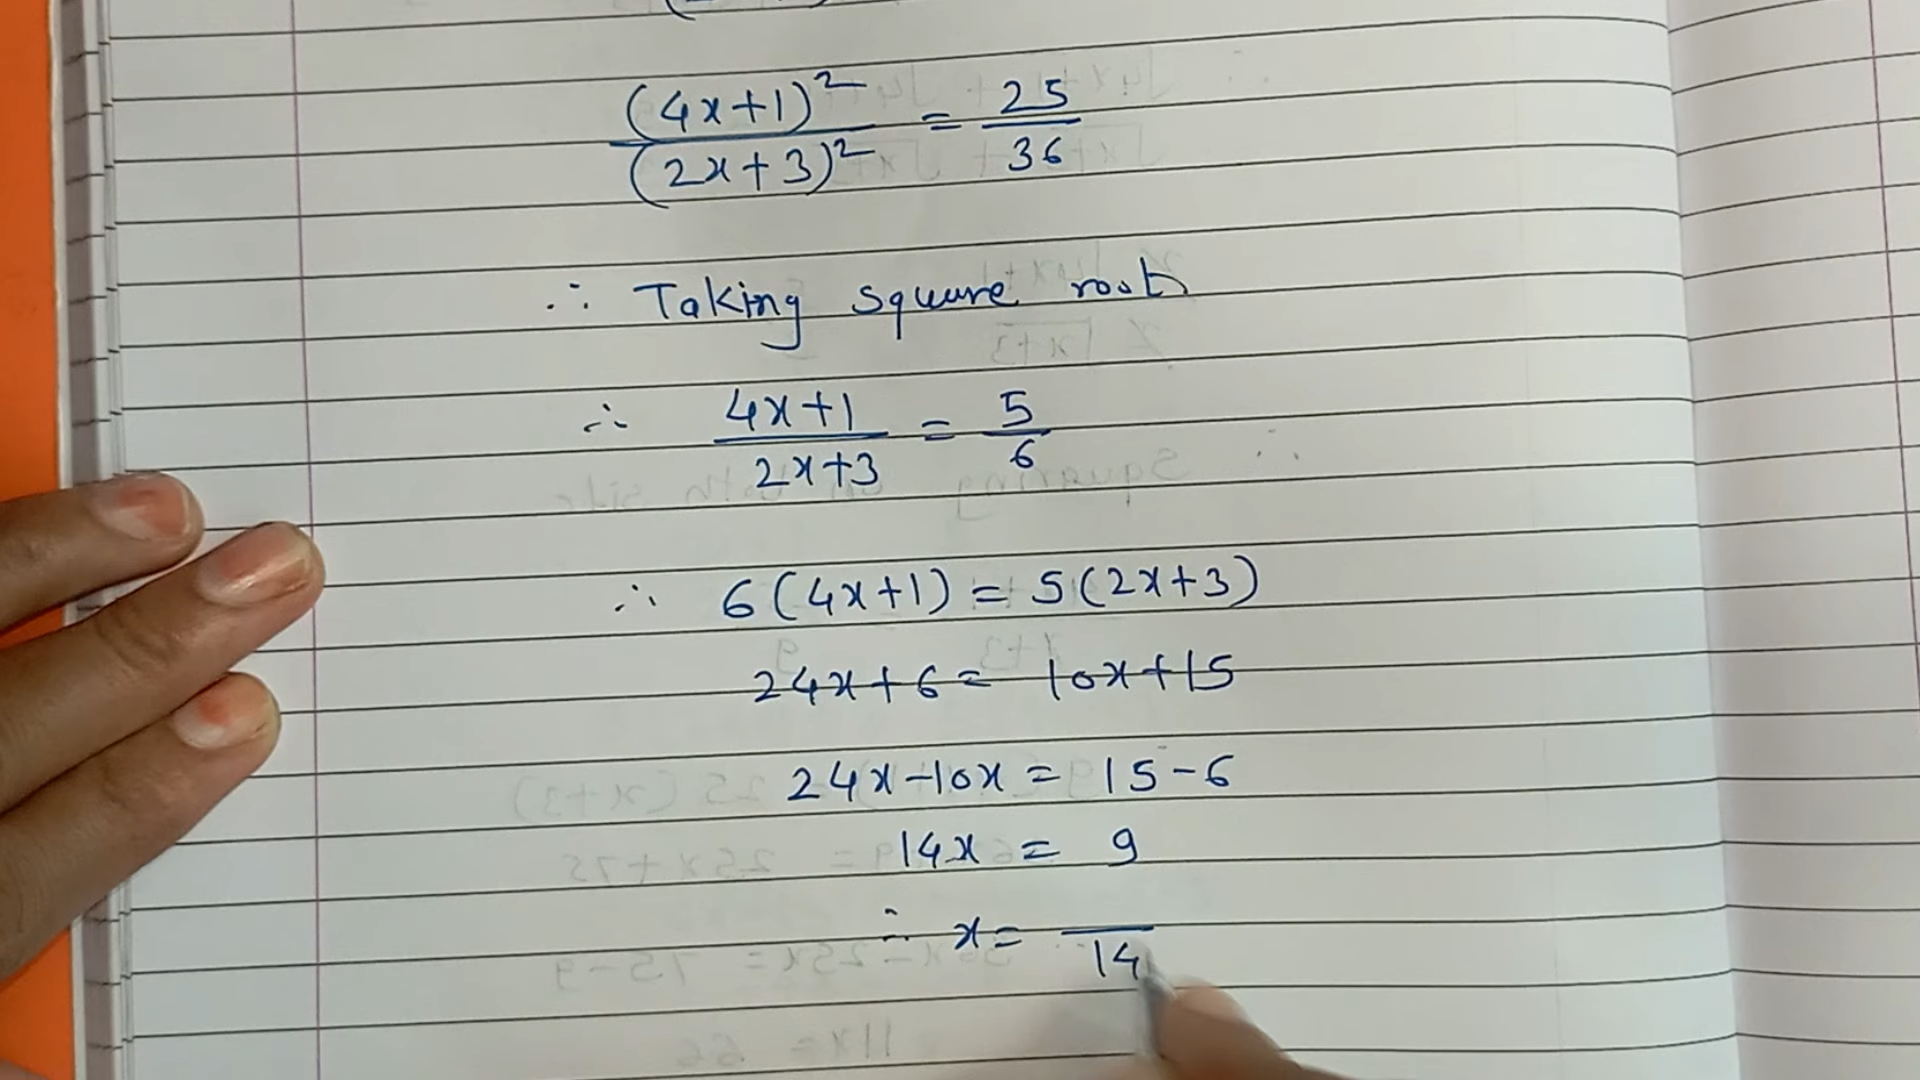 (4x+1)² / (2x+3)² = 25/36
∴ Taking square root
∴ 4x+1 / 2x+3 = 5/6
∴ 6(4x+1) = 5(2x+3)
24x+6 = 10x+15
24x-10x = 15-6
14x = 9
∴ x = /14